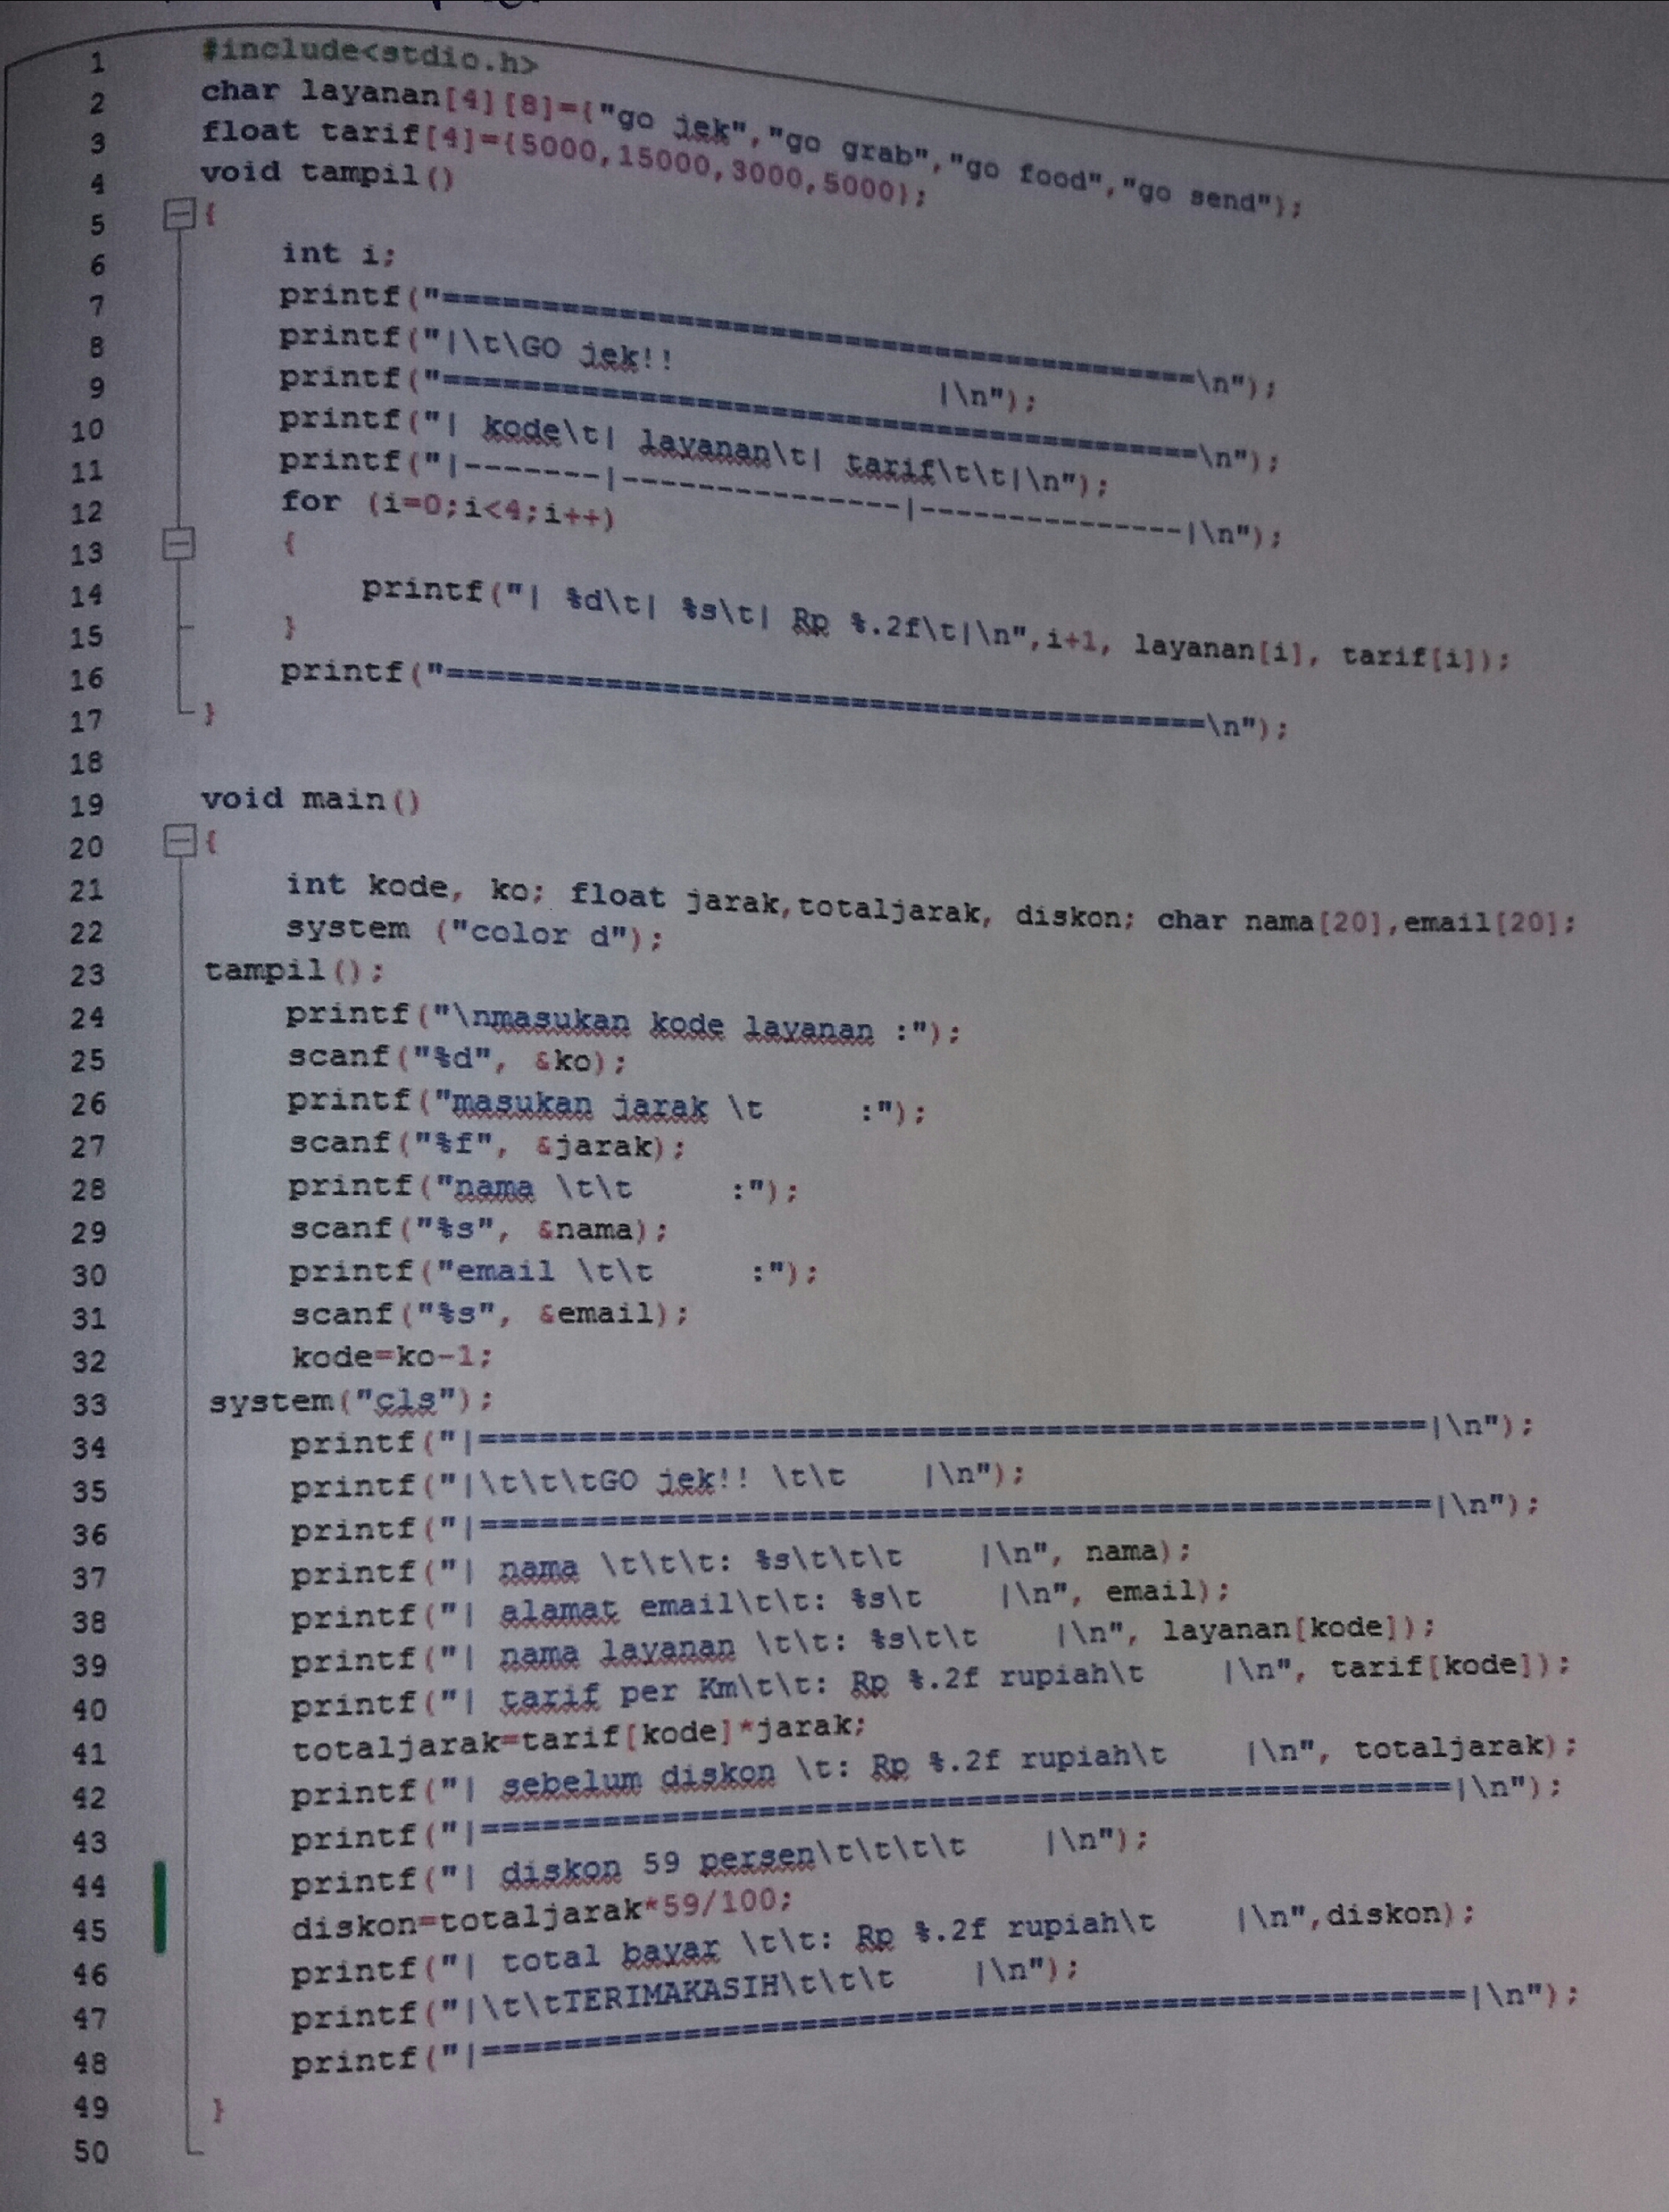 1 #include<stdio.h>
2 char layanan[4][8]={"go jek","go grab","go food","go send"};
3 float tarif[4]={5000,15000,3000,5000};
4 void tampil()
5 {
6 int i;
7 printf("===============================================\n");
8 printf("|\t\GO jek!! |\n");
9 printf("===============================================\n");
10 printf("| kode\t| layanan\t| tarif\t\t|\n");
11 printf("|-------|--------------|-------------|\n");
12 for (i=0;i<4;i++)
13 {
14 printf("| %d\t| %s\t| Rp %.2f\t|\n",i+1, layanan[i], tarif[i]);
15 }
16 printf("===============================================\n");
17 }
18
19 void main()
20 {
21 int kode, ko; float jarak,totaljarak, diskon; char nama[20],email[20];
22 system ("color d");
23 tampil();
24 printf("\nmasukan kode layanan :");
25 scanf("%d", &ko);
26 printf("masukan jarak \t :");
27 scanf("%f", &jarak);
28 printf("nama \t\t :");
29 scanf("%s", &nama);
30 printf("email \t\t :");
31 scanf("%s", &email);
32 kode=ko-1;
33 system("cls");
34 printf("|================================================|\n");
35 printf("|\t\t\tGO jek!! \t\t |\n");
36 printf("|================================================|\n");
37 printf("| nama \t\t\t: %s\t\t\t |\n", nama);
38 printf("| alamat email\t\t: %s\t |\n", email);
39 printf("| nama layanan \t\t: %s\t\t |\n", layanan[kode]);
40 printf("| tarif per Km\t\t: Rp %.2f rupiah\t |\n", tarif[kode]);
41 totaljarak=tarif[kode]*jarak;
42 printf("| sebelum diskon \t: Rp %.2f rupiah\t |\n", totaljarak);
43 printf("|================================================|\n");
44 printf("| diskon 59 persen\t\t\t\t |\n");
45 diskon=totaljarak*59/100;
46 printf("| total bayar \t\t: Rp %.2f rupiah\t |\n",diskon);
47 printf("|\t\tTERIMAKASIH\t\t\t |\n");
48 printf("|================================================|\n");
49 }
50